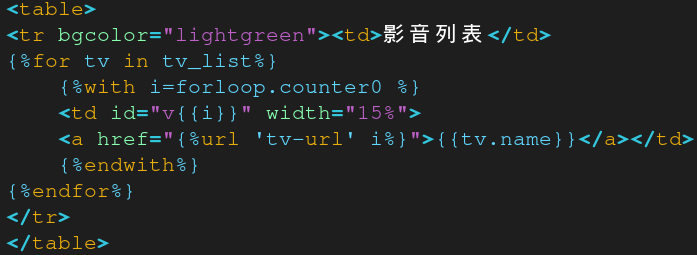 <table>
<tr bgcolor="lightgreen"><td>影音列表</td>
{%for tv in tv_list%}
    {%with i=forloop.counter0 %}
    <td id="v{{i}}" width="15%">
    <a href="{%url 'tv-url' i%}">{{tv.name}}</a></td>
    {%endwith%}
{%endfor%}
</tr>
</table>